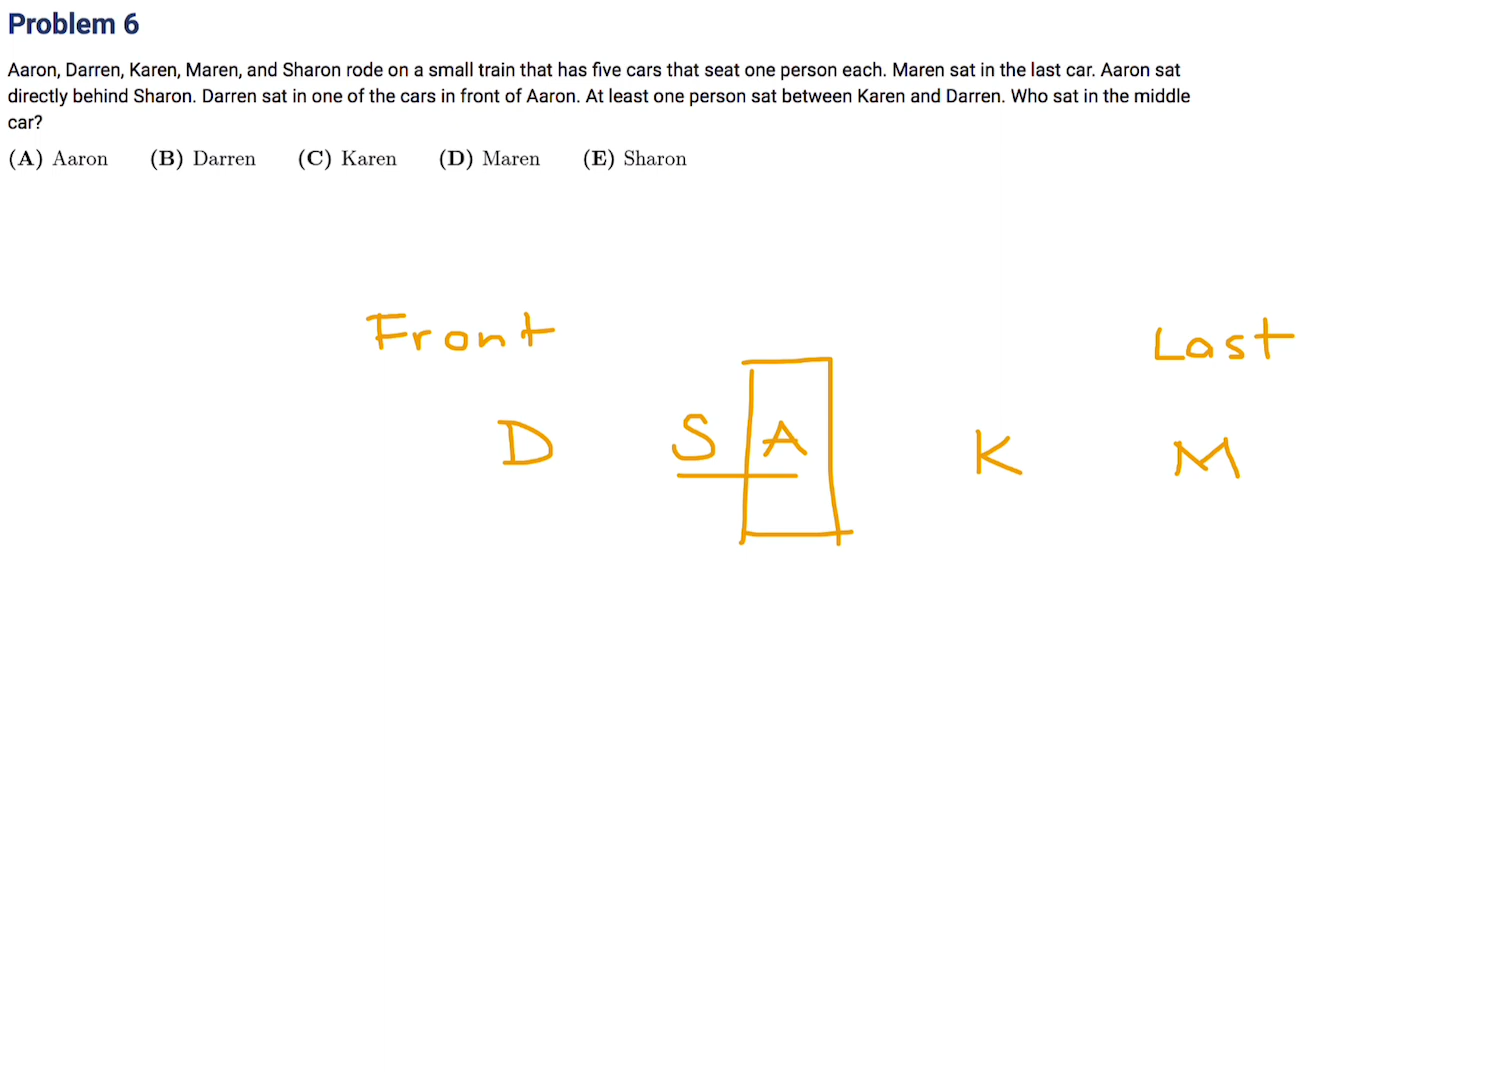 Problem 6
Aaron, Darren, Karen, Maren, and Sharon rode on a small train that has five cars that seat one person each. Maren sat in the last car. Aaron sat
directly behind Sharon. Darren sat in one of the cars in front of Aaron. At least one person sat between Karen and Darren. Who sat in the middle
car?
(A) Aaron (B) Darren (C) Karen (D) Maren (E) Sharon
Front Last
D S A K M